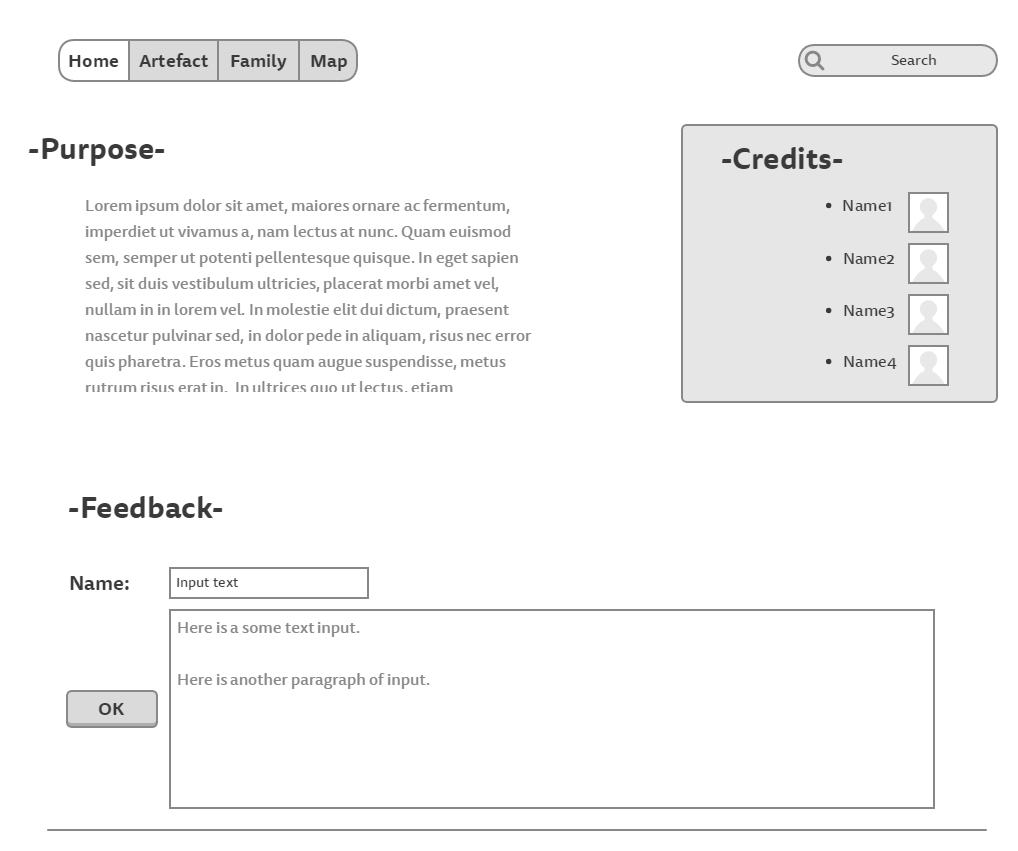 Home Artefact Family Map
Search
-Purpose-
Lorem ipsum dolor sit amet, maiores ornare ac fermentum,
imperdiet ut vivamus a, nam lectus at nunc. Quam euismod
sem, semper ut potenti pellentesque quisque. In eget sapien
sed, sit duis vestibulum ultricies, placerat morbi amet vel,
nullam in in lorem vel. In molestie elit dui dictum, praesent
nascetur pulvinar sed, in dolor pede in aliquam, risus nec error
quis pharetra. Eros metus quam augue suspendisse, metus
rutrum risus erat in. In ultrices quo ut lectus, etiam
-Credits-
• Name1
• Name2
• Name3
• Name4
-Feedback-
Name:
Input text
Here is a some text input.
Here is another paragraph of input.
OK